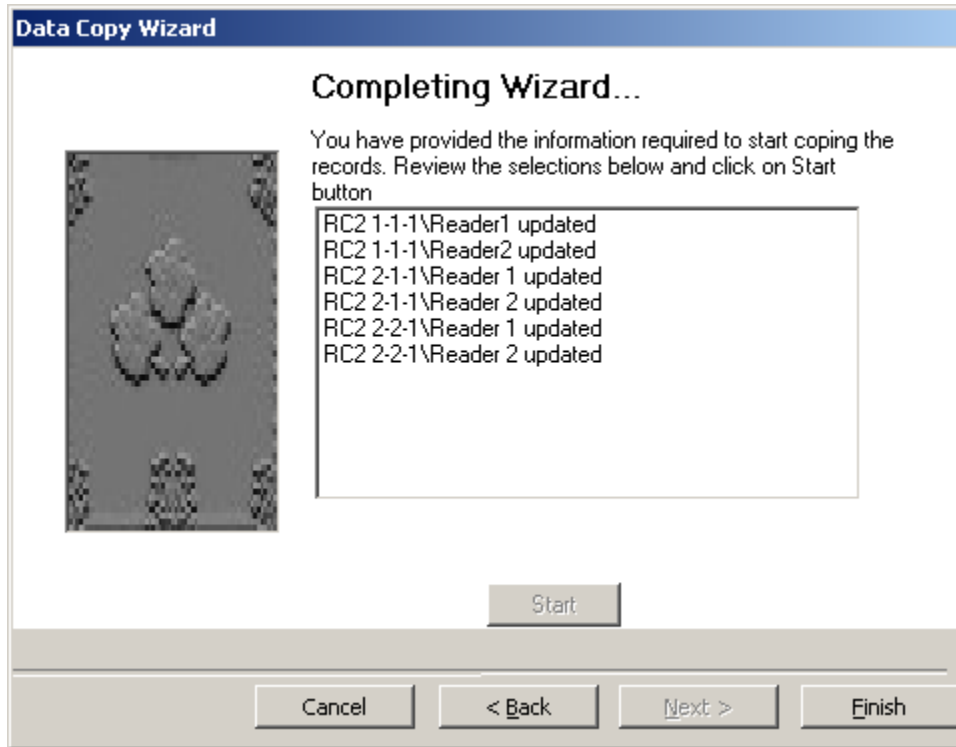 Data Copy Wizard
Completing Wizard...
You have provided the information required to start coping the
records. Review the selections below and click on Start
button
RC2 1-1-1\Reader1 updated
RC2 1-1-1\Reader2 updated
RC2 2-1-1\Reader 1 updated
RC2 2-1-1\Reader 2 updated
RC2 2-2-1\Reader 1 updated
RC2 2-2-1\Reader 2 updated
Start
Cancel < Back Next > Finish